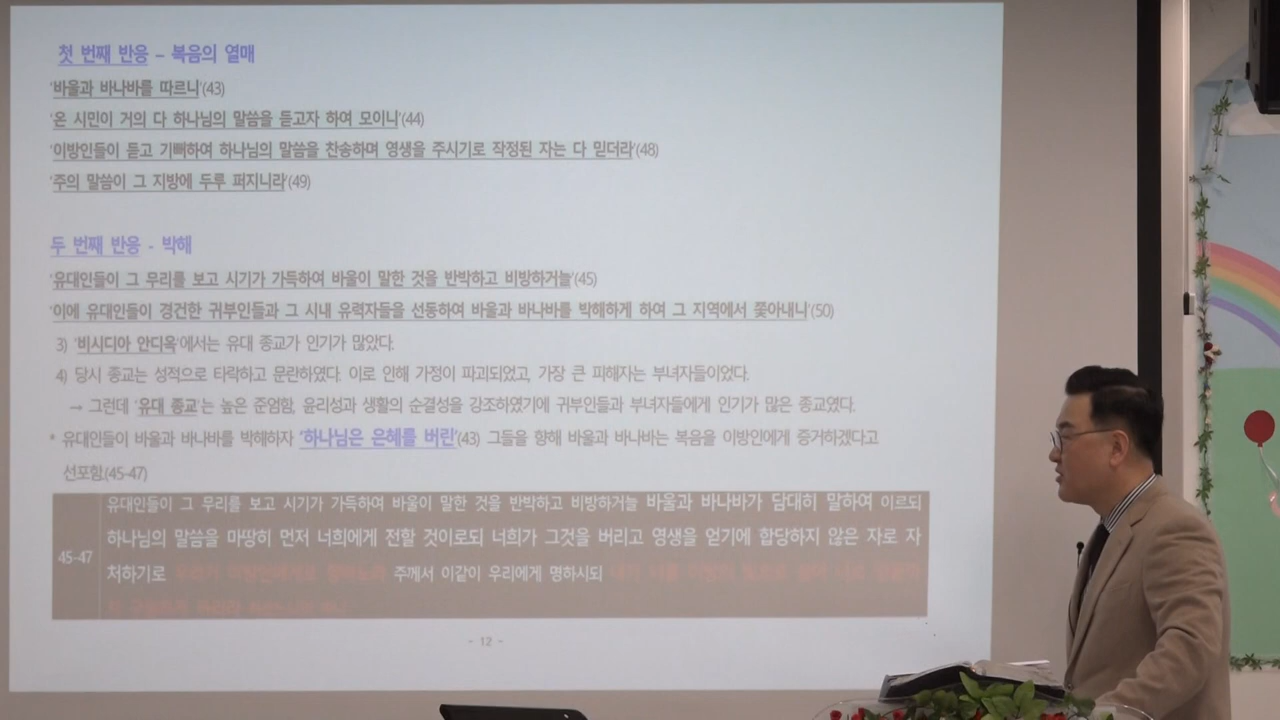 첫 번째 반응 – 복음의 열매
‘바울과 바나바를 따르니’(43)
‘온 시민이 거의 다 하나님의 말씀을 듣고자 하여 모이니’(44)
‘이방인들이 듣고 기뻐하여 하나님의 말씀을 찬송하며 영생을 주시기로 작정된 자는 다 믿더라’(48)
‘주의 말씀이 그 지방에 두루 퍼지니라’(49)
두 번째 반응 - 박해
‘유대인들이 그 무리를 보고 시기가 가득하여 바울이 말한 것을 반박하고 비방하거늘’(45)
‘이에 유대인들이 경건한 귀부인들과 그 시내 유력자들을 선동하여 바울과 바나바를 박해하게 하여 그 지역에서 쫓아내니’(50)
3) ‘비시디아 안디옥’에서는 유대 종교가 인기가 많았다.
4) 당시 종교는 성적으로 타락하고 문란하였다. 이로 인해 가정이 파괴되었고, 가장 큰 피해자는 부녀자들이었다.
→ 그런데 ‘유대 종교’는 높은 준엄함, 윤리성과 생활의 순결성을 강조하였기에 귀부인들과 부녀자들에게 인기가 많은 종교였다.
* 유대인들이 바울과 바나바를 박해하자 ‘하나님은 은혜를 버린’(43) 그들을 향해 바울과 바나바는 복음을 이방인에게 증거하겠다고
선포함.(45-47)
45-47
유대인들이 그 무리를 보고 시기가 가득하여 바울이 말한 것을 반박하고 비방하거늘 바울과 바나바가 담대히 말하여 이르되
하나님의 말씀을 마땅히 먼저 너희에게 전할 것이로되 너희가 그것을 버리고 영생을 얻기에 합당하지 않은 자로 자
처하기로 주께서 이같이 우리에게 명하시되
- 12 -